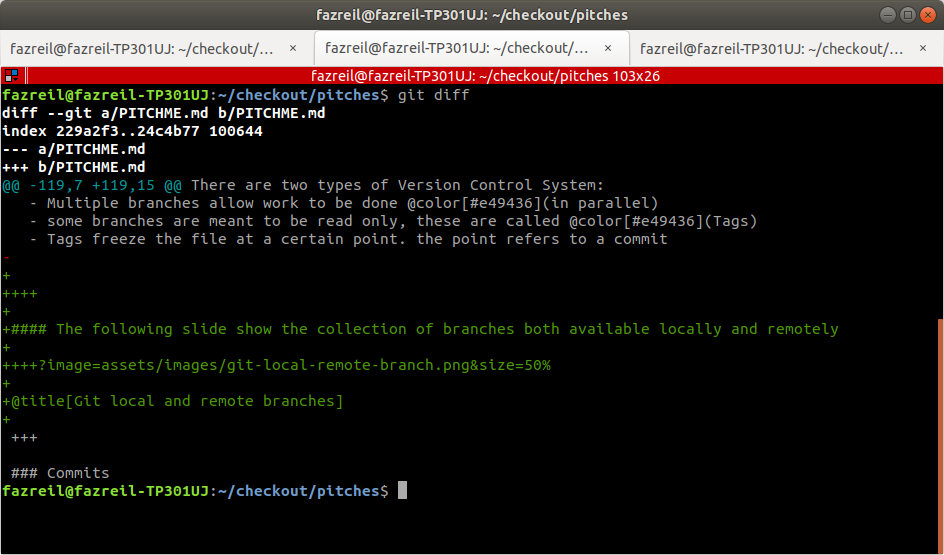 fazreil@fazreil-TP301UJ: ~/checkout/pitches
fazreil@fazreil-TP301UJ: ~/checkout/… × fazreil@fazreil-TP301UJ: ~/checkout/… × fazreil@fazreil-TP301UJ: ~/checkout/… ×
fazreil@fazreil-TP301UJ: ~/checkout/pitches 103x26
fazreil@fazreil-TP301UJ:~/checkout/pitches$ git diff
diff --git a/PITCHME.md b/PITCHME.md
index 229a2f3..24c4b77 100644
--- a/PITCHME.md
+++ b/PITCHME.md
@@ -119,7 +119,15 @@ There are two types of Version Control System:
   - Multiple branches allow work to be done @color[#e49436](in parallel)
   - some branches are meant to be read only, these are called @color[#e49436](Tags)
   - Tags freeze the file at a certain point. the point refers to a commit
-
+
++++
+
+#### The following slide show the collection of branches both available locally and remotely
+
++++?image=assets/images/git-local-remote-branch.png&size=50%
+
+@title[Git local and remote branches]
+
 +++
 ### Commits
fazreil@fazreil-TP301UJ:~/checkout/pitches$